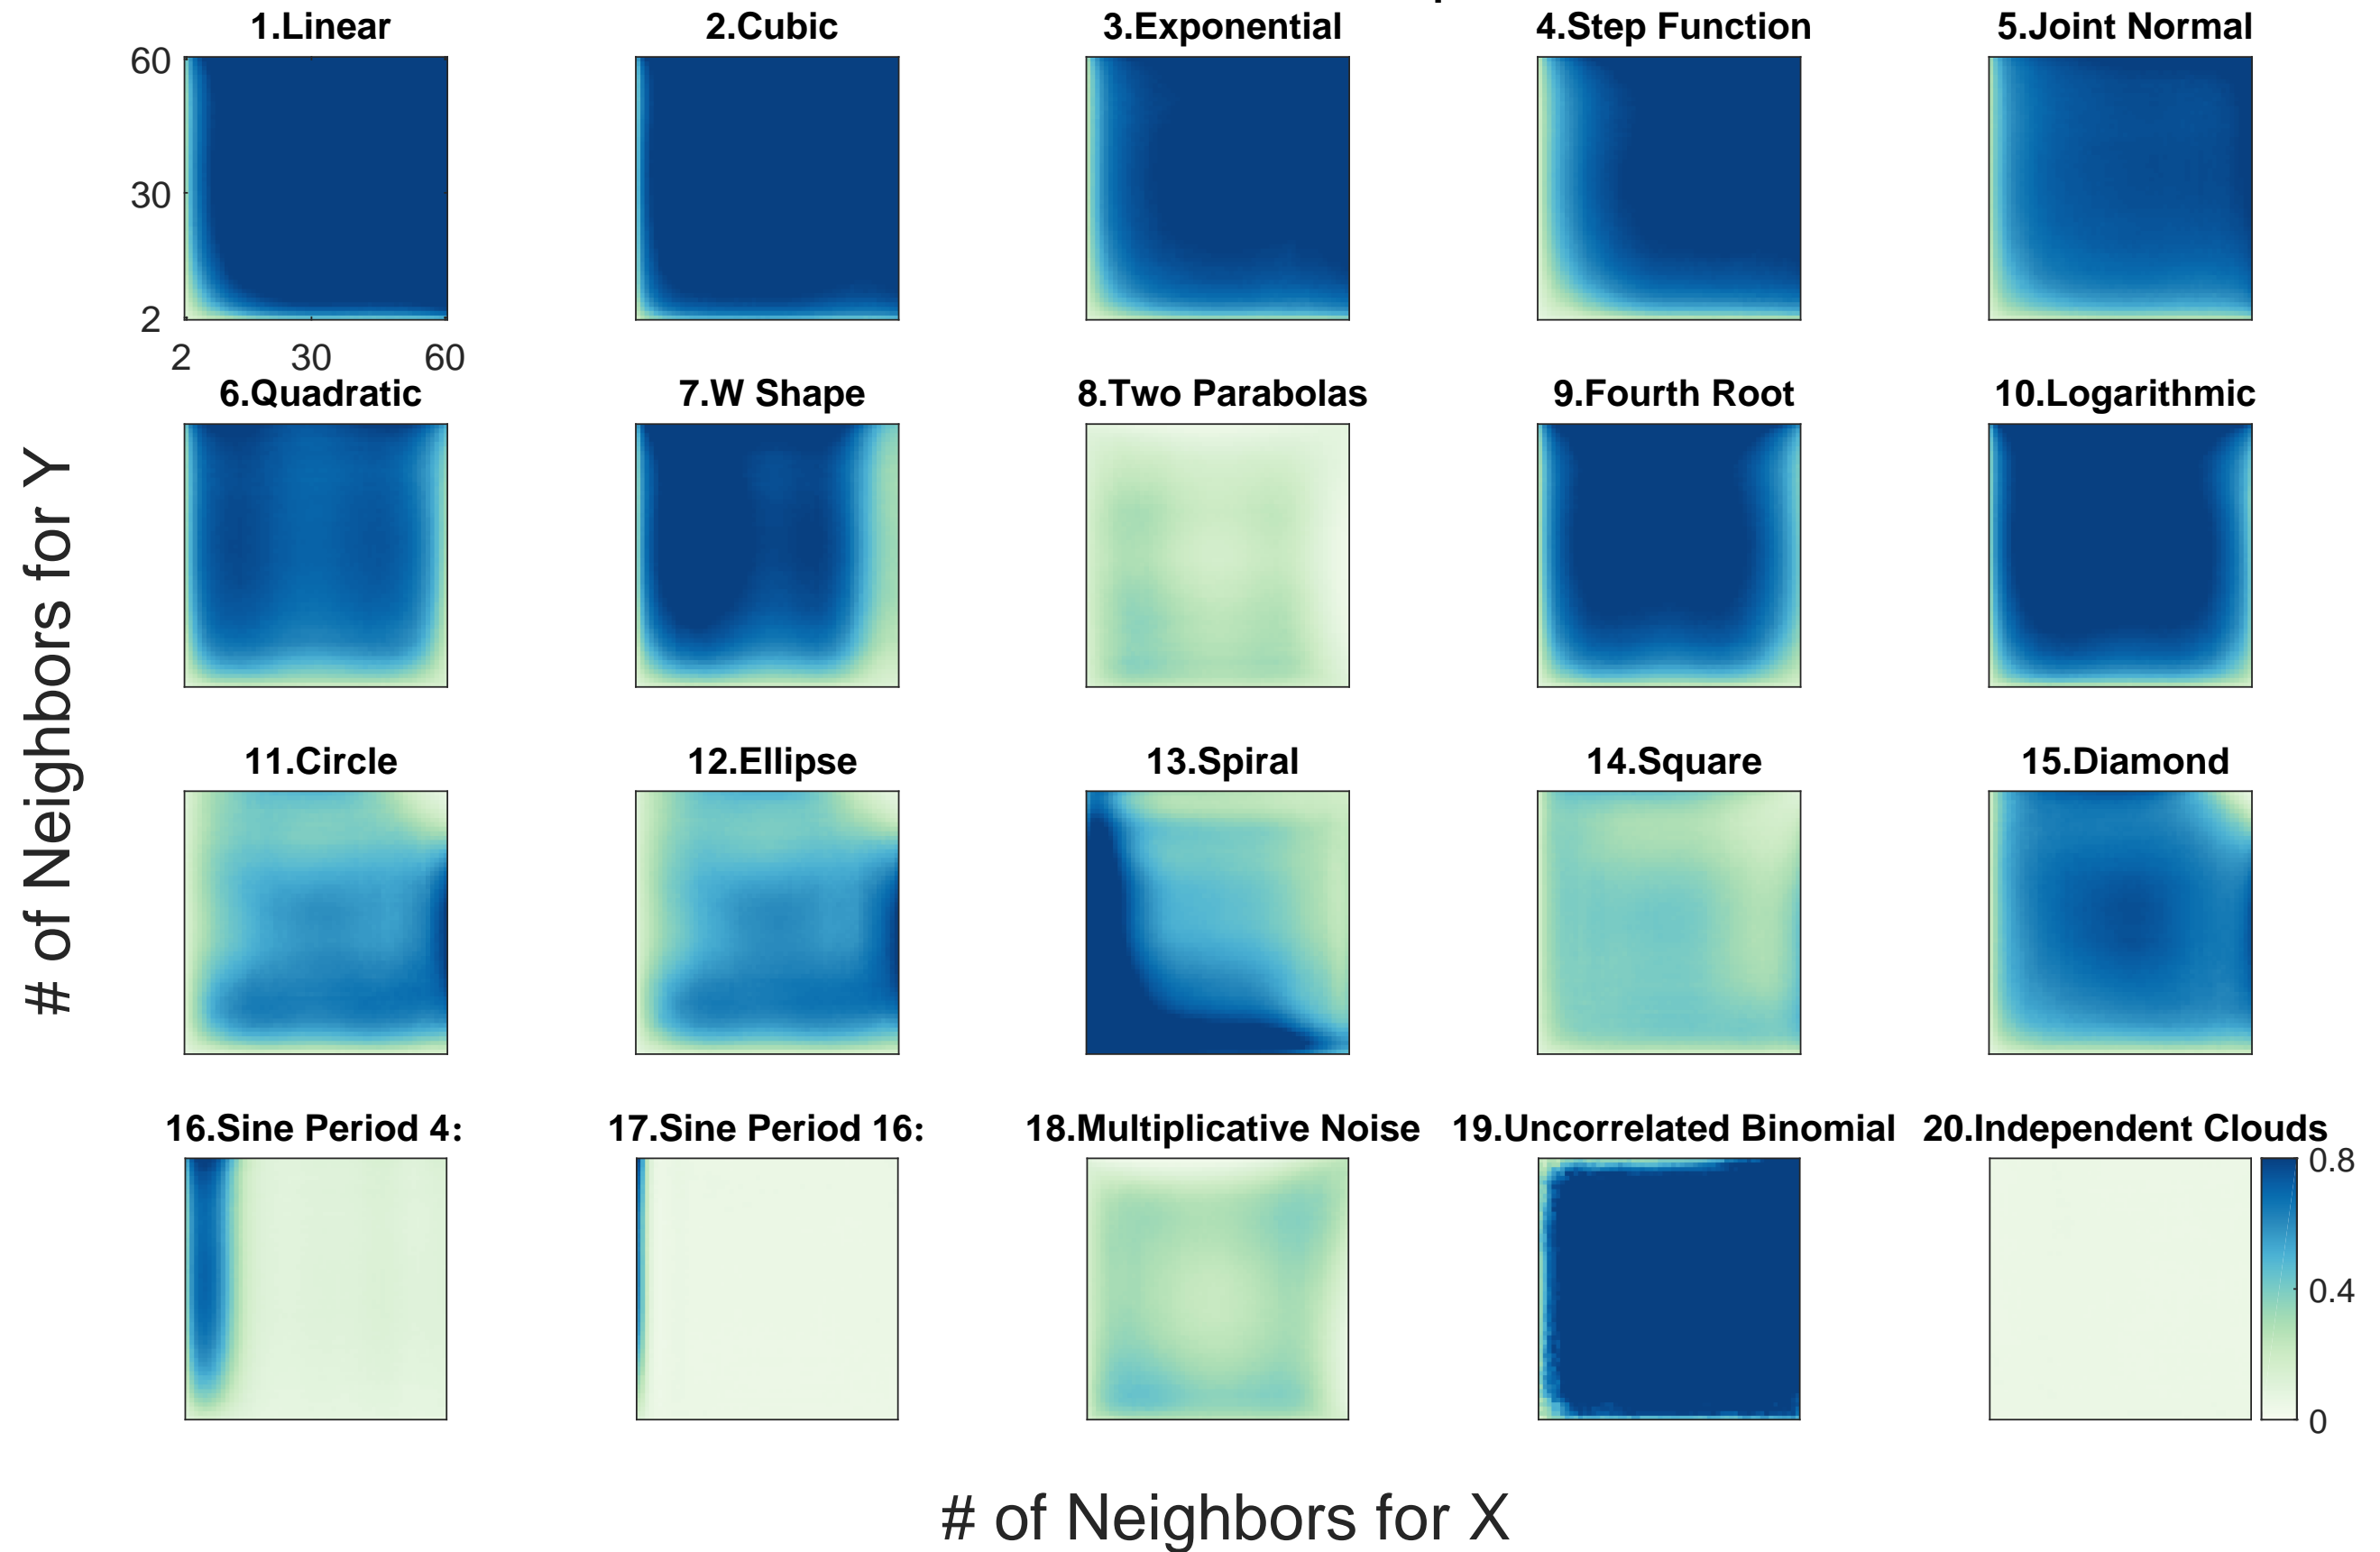 1.Linear
2.Cubic
3.Exponential
4.Step Function
5.Joint Normal
60
30
2
2 30 60
6.Quadratic
7.W Shape
8.Two Parabolas
9.Fourth Root
10.Logarithmic
# of Neighbors for Y
11.Circle
12.Ellipse
13.Spiral
14.Square
15.Diamond
16.Sine Period 4:
17.Sine Period 16:
18.Multiplicative Noise
19.Uncorrelated Binomial
20.Independent Clouds
0.8
0.4
0
# of Neighbors for X